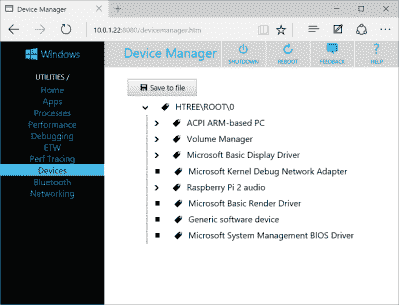 Device Manager
10.0.1.22:8080/devicemanager.htm
Windows
Device Manager
SHUTDOWN
REBOOT
FEEDBACK
HELP
UTILITIES /
Home
Apps
Processes
Performance
Debugging
ETW
Perf Tracing
Devices
Bluetooth
Networking
Save to file
HTREE\ROOT\0
ACPI ARM-based PC
Volume Manager
Microsoft Basic Display Driver
Microsoft Kernel Debug Network Adapter
Raspberry Pi 2 audio
Microsoft Basic Render Driver
Generic software device
Microsoft System Management BIOS Driver